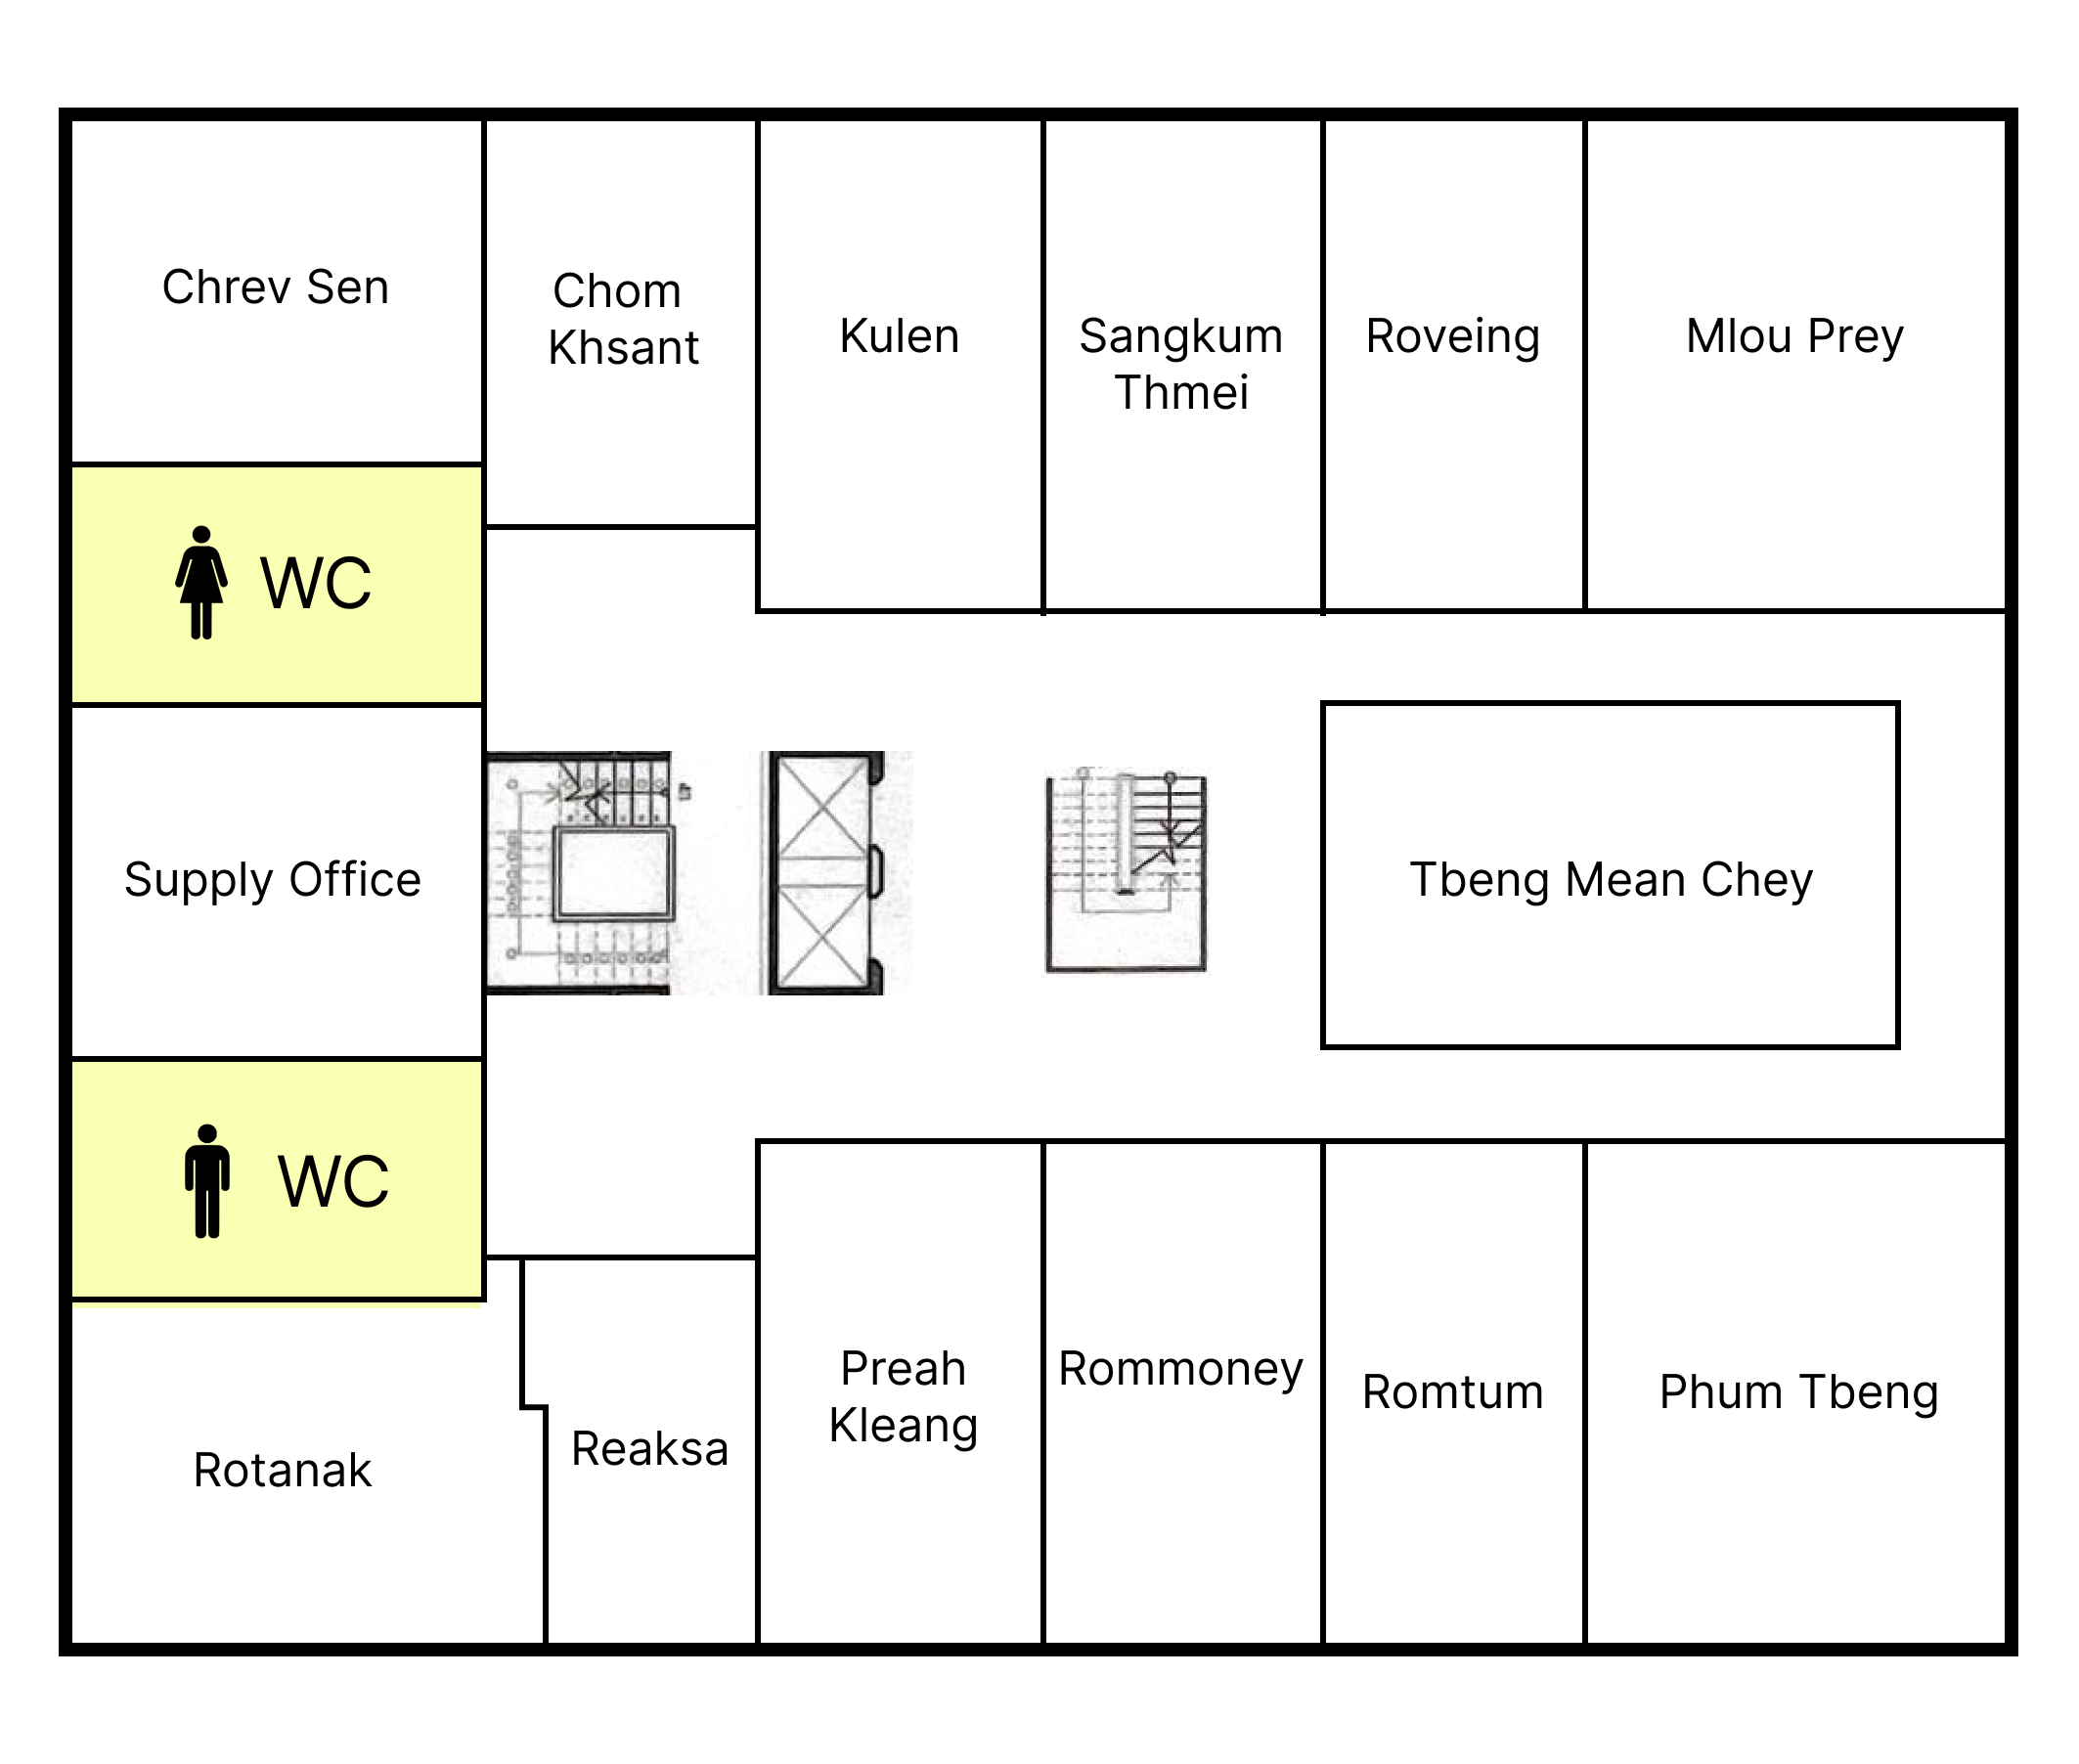 Chrev Sen
Chom
Khsant
Kulen
Sangkum
Thmei
Roveing
Mlou Prey
WC
Supply Office
Tbeng Mean Chey
WC
Rotanak
Reaksa
Preah
Kleang
Rommoney
Romtum
Phum Tbeng